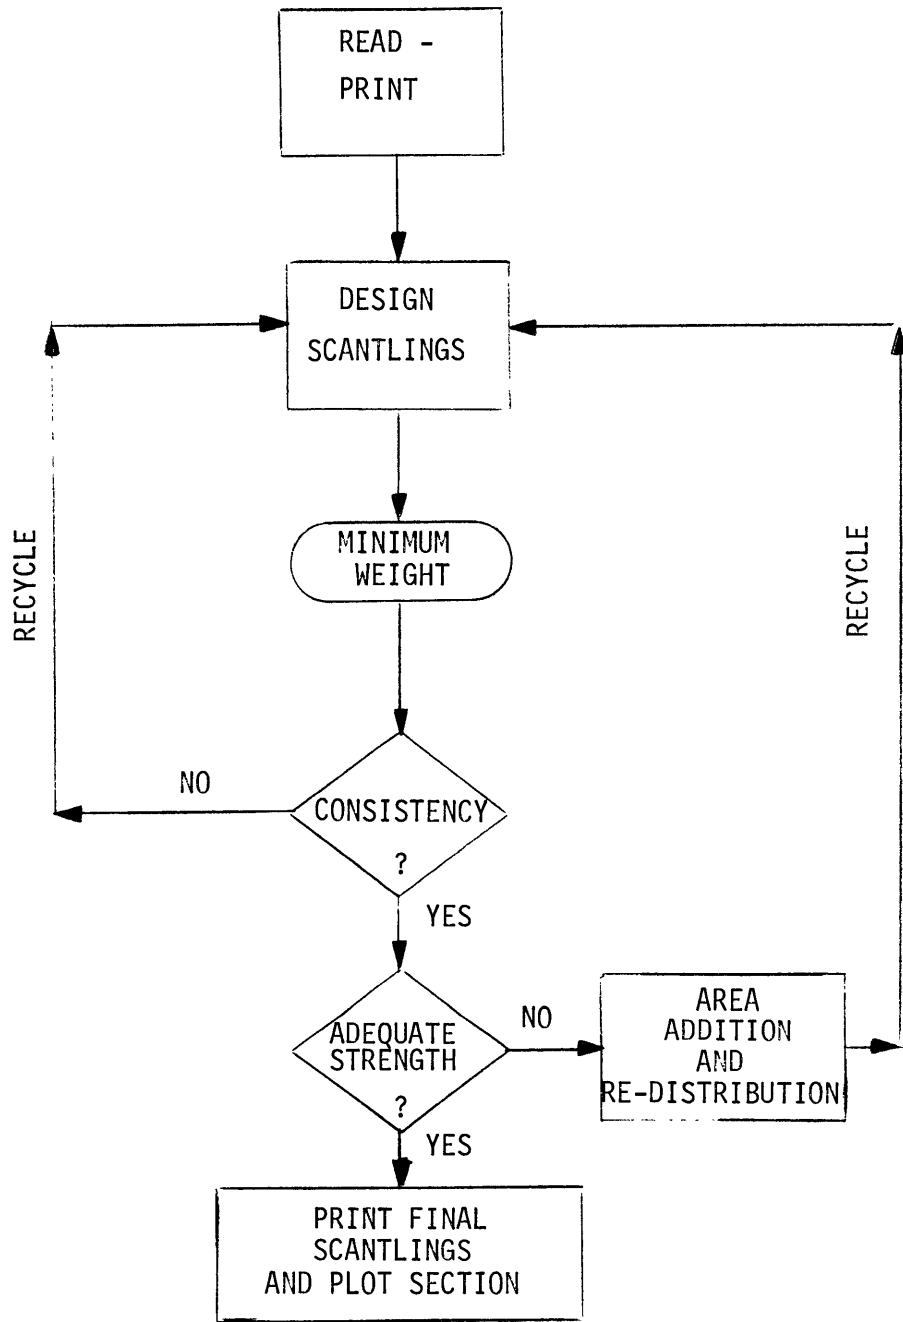 READ -
PRINT
DESIGN
SCANTLINGS
RECYCLE
RECYCLE
MINIMUM
WEIGHT
NO
CONSISTENCY
?
YES
ADEQUATE
STRENGTH
?
NO
AREA
ADDITION
AND
RE-DISTRIBUTION
YES
PRINT FINAL
SCANTLINGS
AND PLOT SECTION